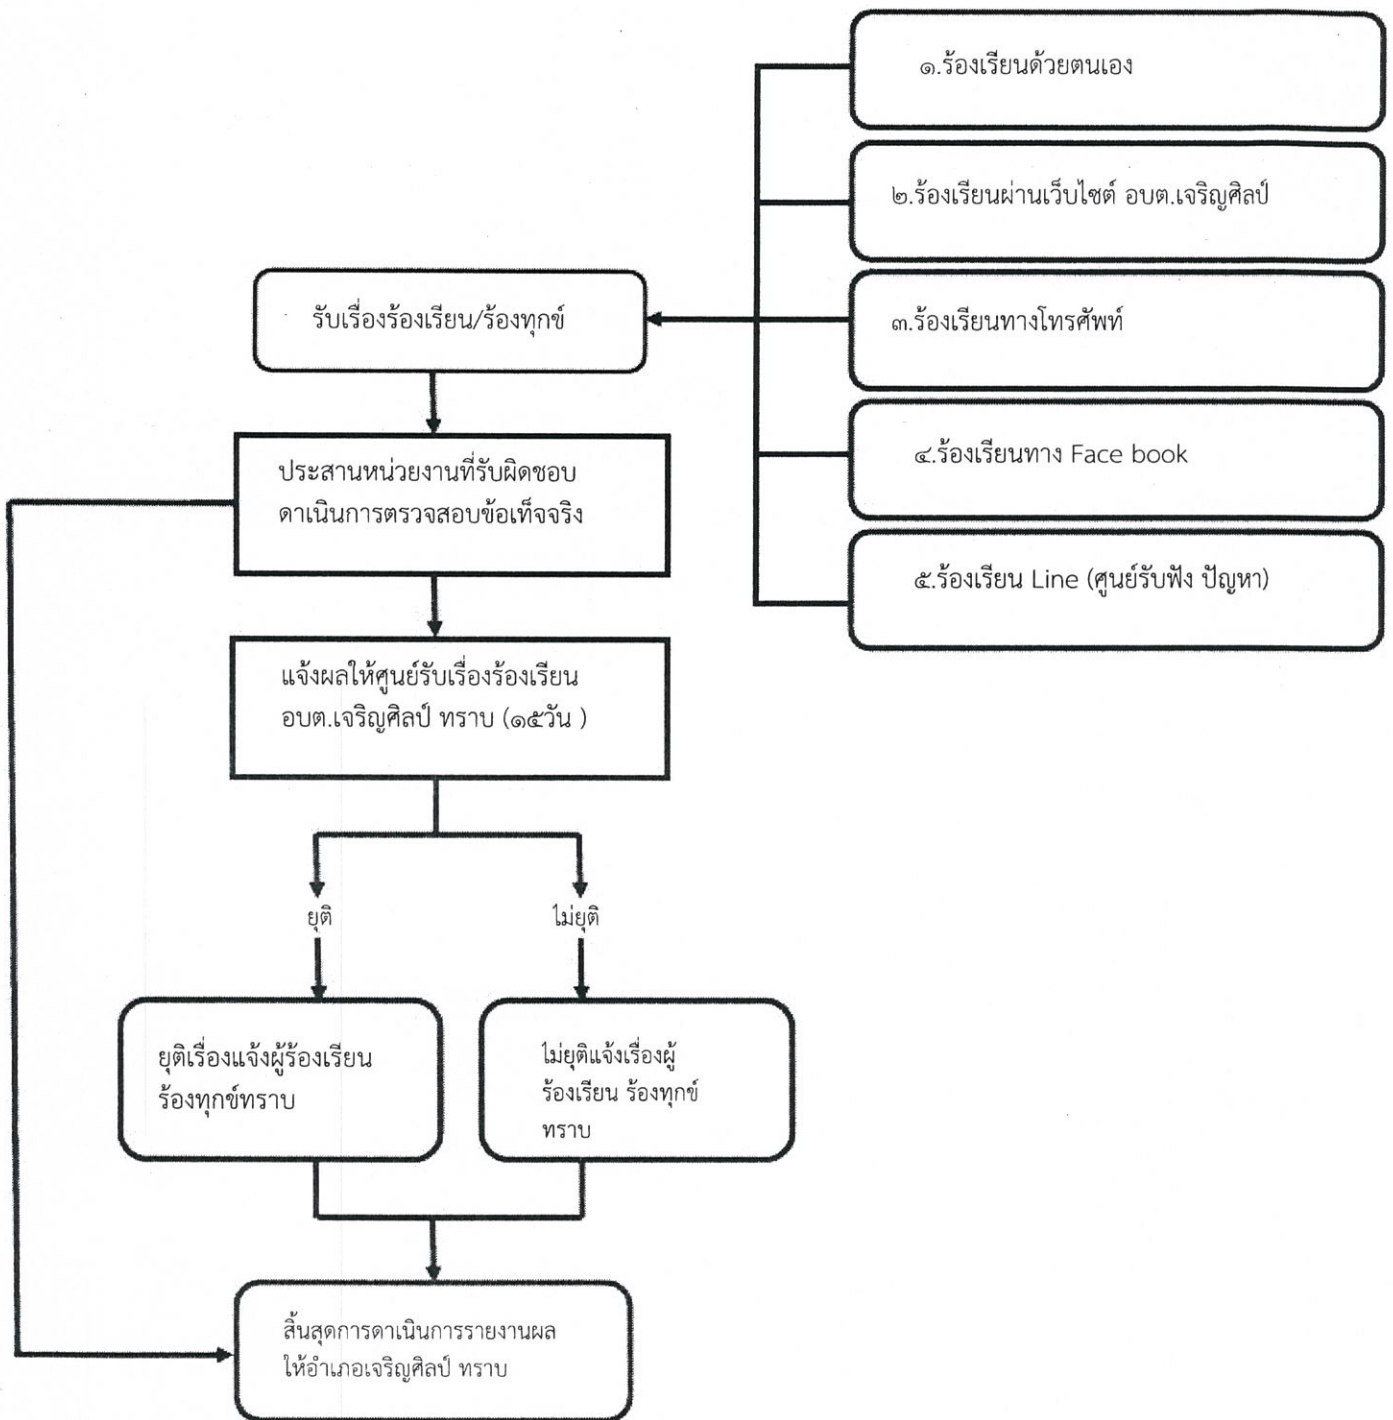 ๑.ร้องเรียนด้วยตนเอง
๒.ร้องเรียนผ่านเว็บไซต์ อบต.เจริญศิลป์
รับเรื่องร้องเรียน/ร้องทุกข์
๓.ร้องเรียนทางโทรศัพท์
๔.ร้องเรียนทาง Face book
๕.ร้องเรียน Line (ศูนย์รับฟัง ปัญหา)
ประสานหน่วยงานที่รับผิดชอบ
ดาเนินการตรวจสอบข้อเท็จจริง
แจ้งผลให้ศูนย์รับเรื่องร้องเรียน
อบต.เจริญศิลป์ ทราบ (๑๕วัน )
ยุติ
ไม่ยุติ
ยุติเรื่องแจ้งผู้ร้องเรียน
ร้องทุกข์ทราบ
ไม่ยุติแจ้งเรื่องผู้
ร้องเรียน ร้องทุกข์
ทราบ
สิ้นสุดการดาเนินการรายงานผล
ให้อำเภอเจริญศิลป์ ทราบ